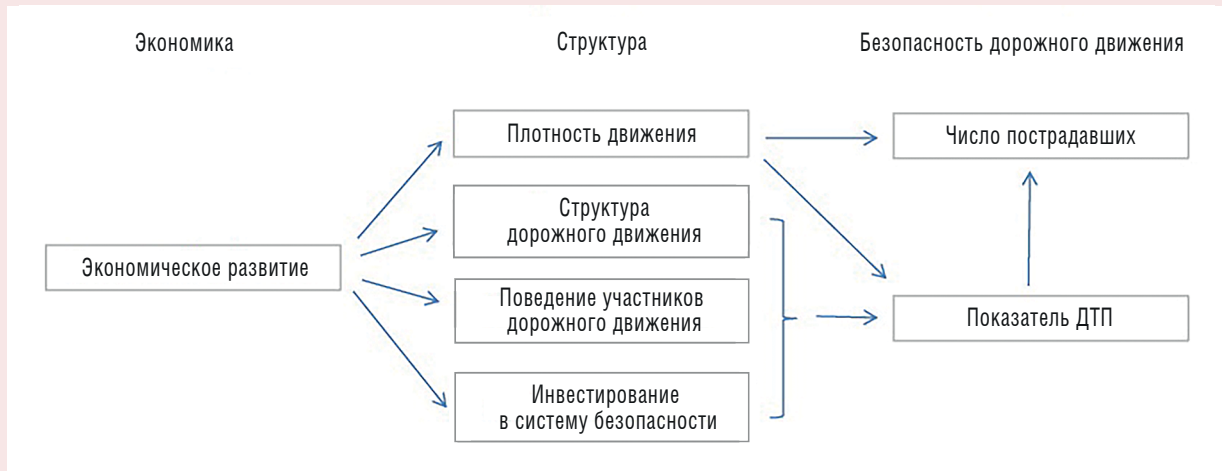 Экономика
Структура
Безопасность дорожного движения
Плотность движения
Число пострадавших
Структура
дорожного движения
Экономическое развитие
Поведение участников
дорожного движения
Показатель ДТП
Инвестирование
в систему безопасности